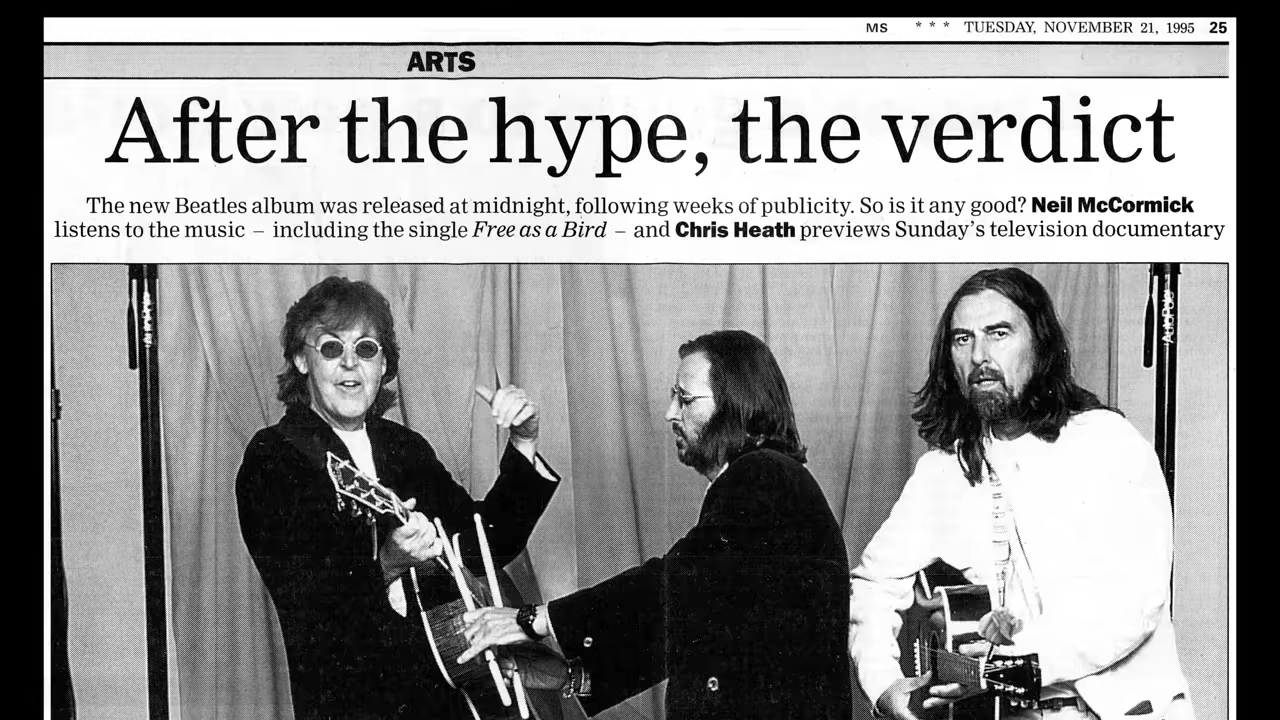 MS * * * TUESDAY, NOVEMBER 21, 1995 25
ARTS
After the hype, the verdict
The new Beatles album was released at midnight, following weeks of publicity. So is it any good? Neil McCormick
listens to the music – including the single Free as a Bird – and Chris Heath previews Sunday's television documentary
AutoPole